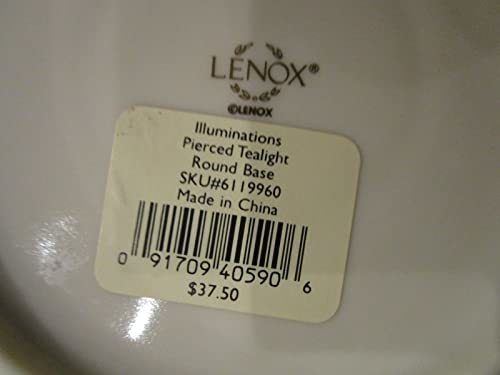 LENOX®
©LENOX
Illuminations
Pierced Tealight
Round Base
SKU#6119960
Made in China
0 91709 40590 6
$37.50